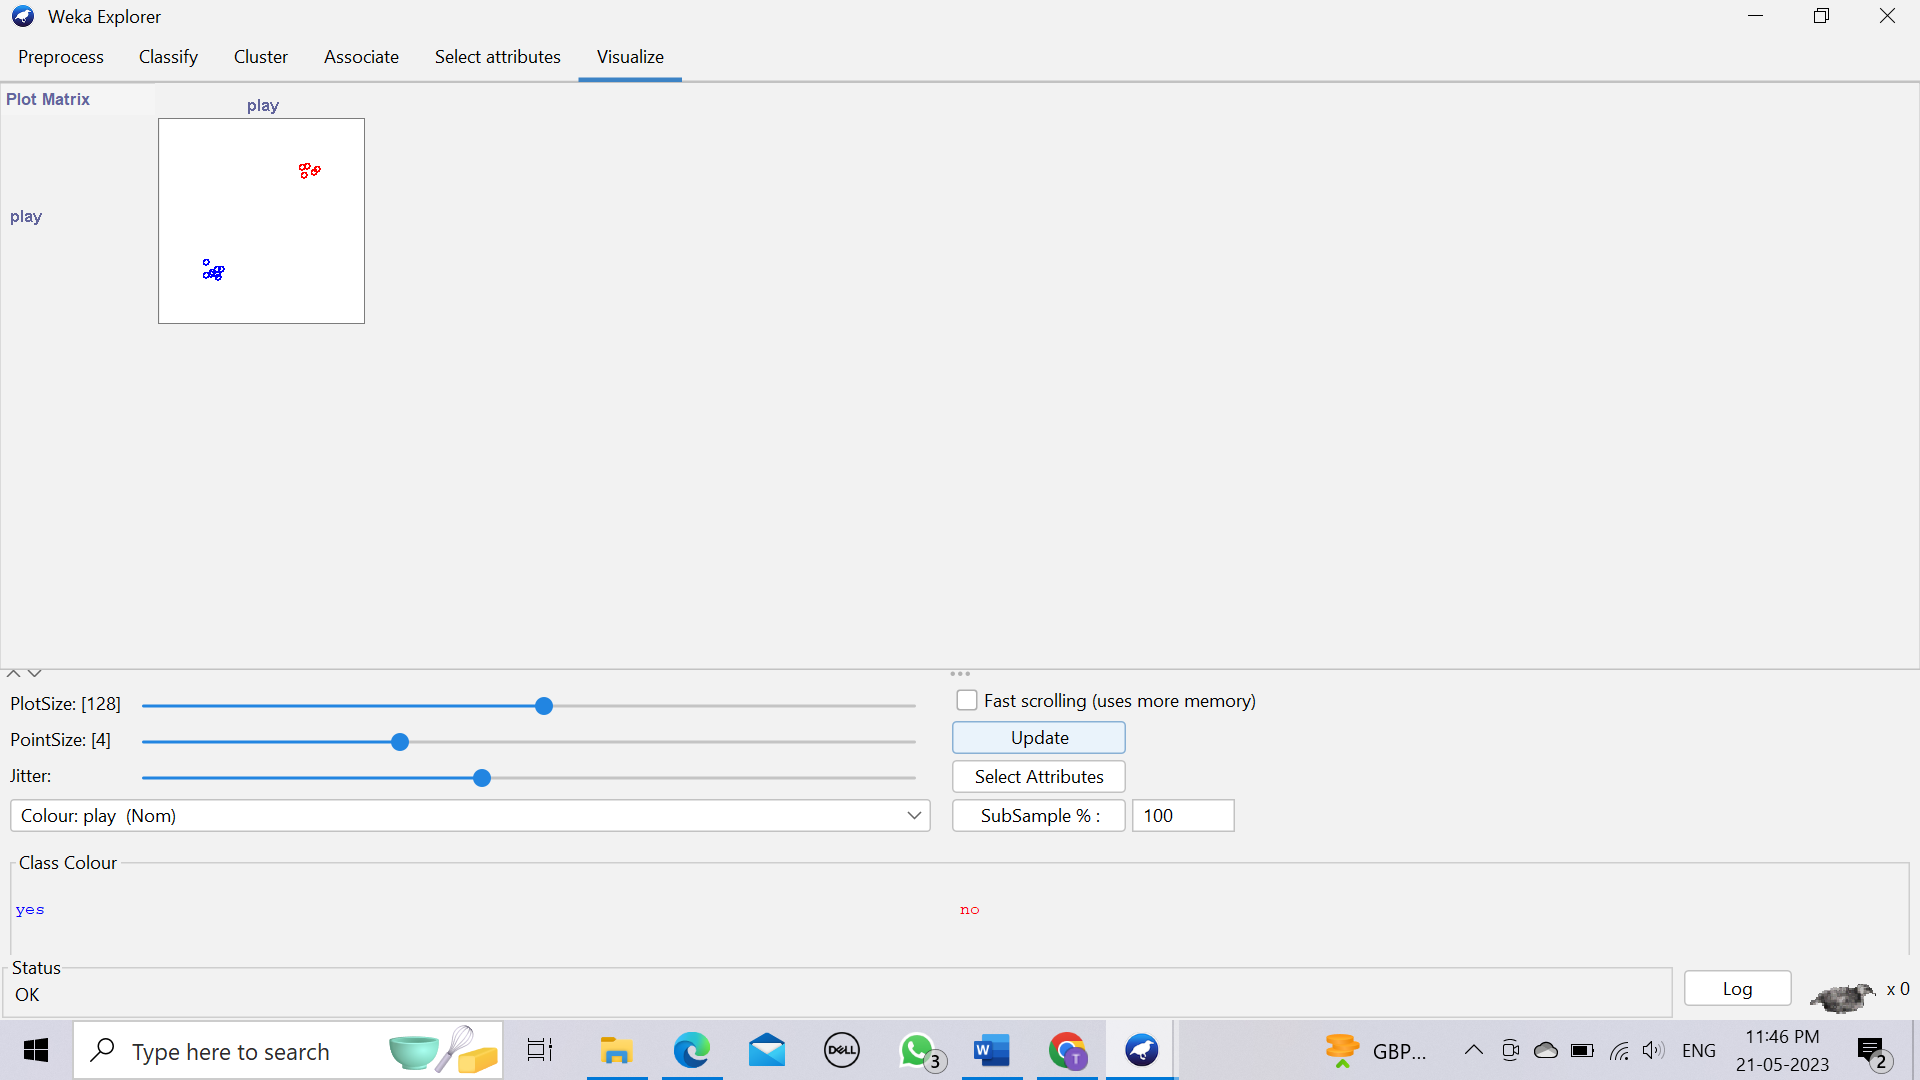 Weka Explorer
Preprocess Classify Cluster Associate Select attributes Visualize
Plot Matrix
play
play
PlotSize: [128]
Fast scrolling (uses more memory)
PointSize: [4]
Update
Jitter:
Select Attributes
Colour: play (Nom)
SubSample % : 100
Class Colour
yes no
Status
OK
Log x 0
Type here to search
DELL
3
W
T
GBP...
ENG
11:46 PM
21-05-2023
2